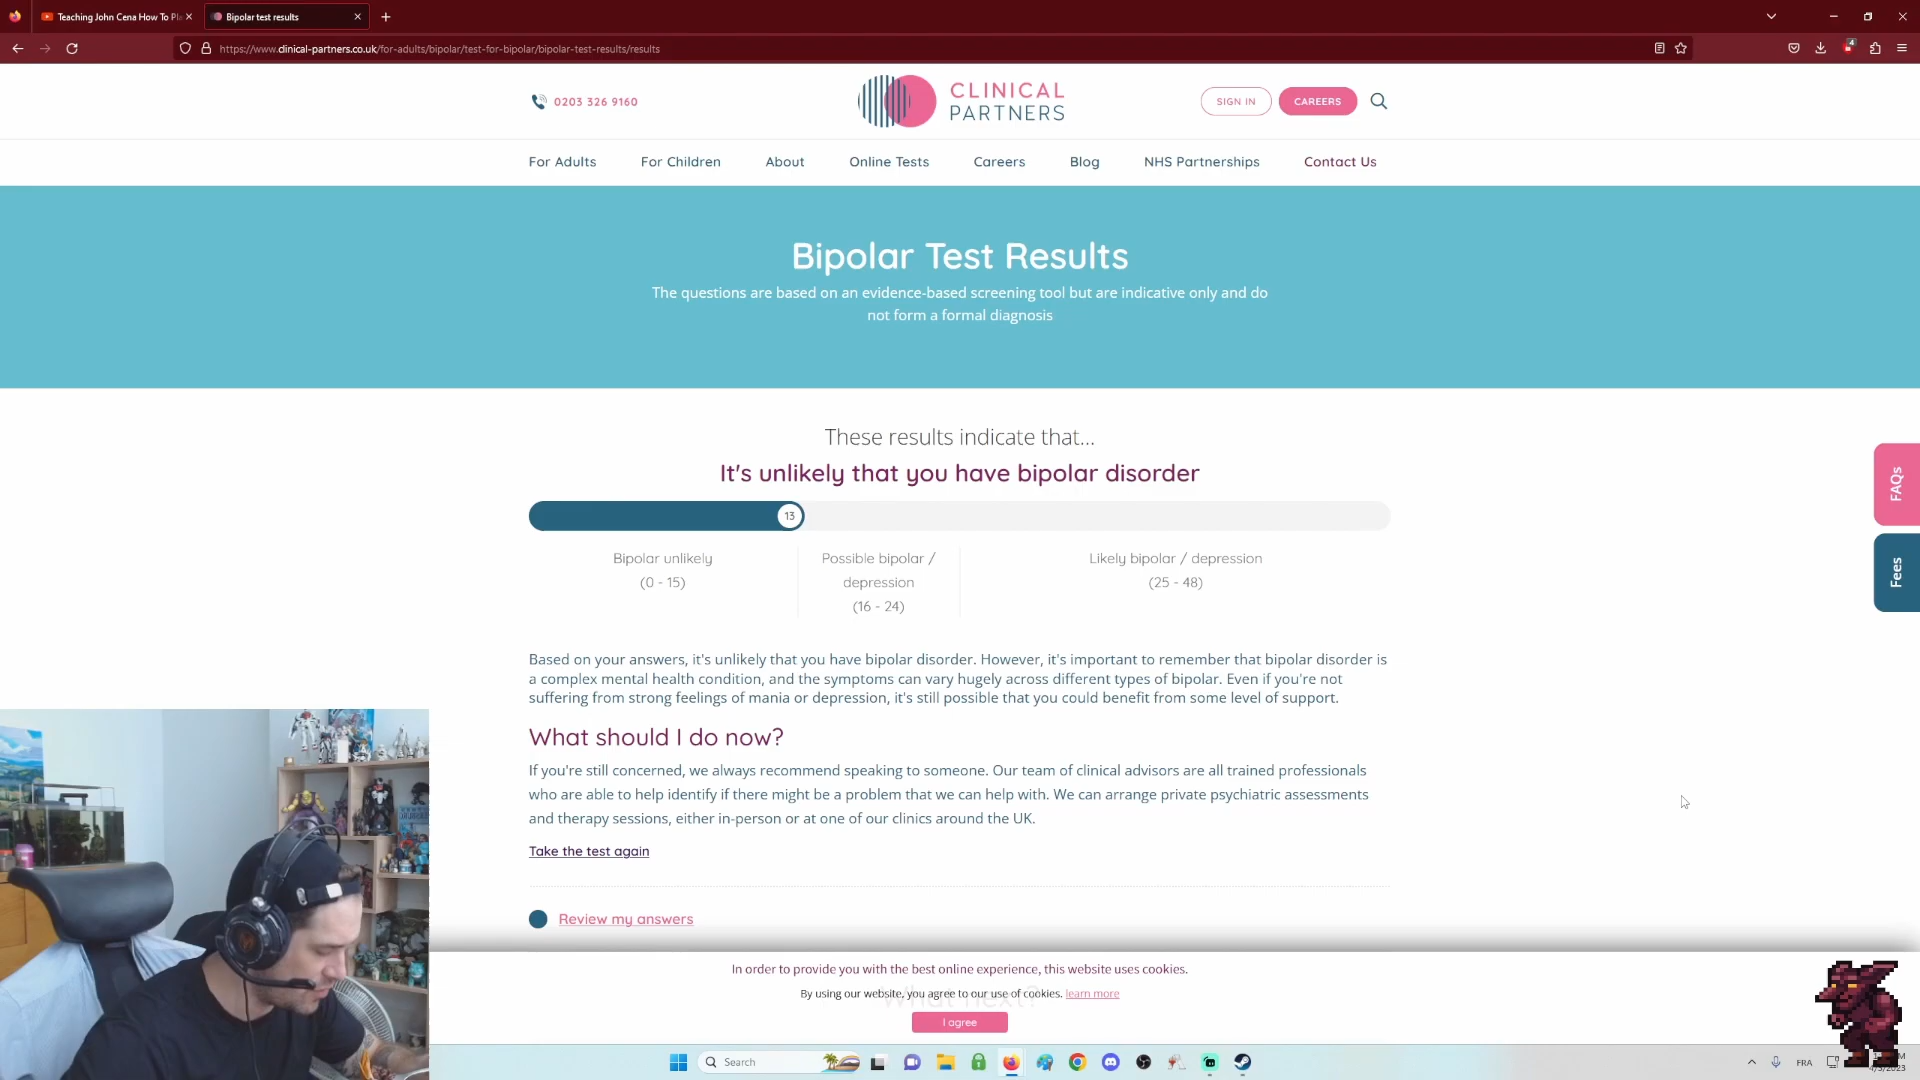 Teaching John Cena How To Pl
Bipolar test results
https://www.clinical-partners.co.uk/for-adults/bipolar/test-for-bipolar/bipolar-test-results/results
4
0203 326 9160
CLINICAL
PARTNERS
SIGN IN
CAREERS
For Adults
For Children
About
Online Tests
Careers
Blog
NHS Partnerships
Contact Us
Bipolar Test Results
The questions are based on an evidence-based screening tool but are indicative only and do
not form a formal diagnosis
These results indicate that...
It's unlikely that you have bipolar disorder
13
Bipolar unlikely
(0 - 15)
Possible bipolar /
depression
(16 - 24)
Likely bipolar / depression
(25 - 48)
FAQs
Fees
Based on your answers, it's unlikely that you have bipolar disorder. However, it's important to remember that bipolar disorder is
a complex mental health condition, and the symptoms can vary hugely across different types of bipolar. Even if you're not
suffering from strong feelings of mania or depression, it's still possible that you could benefit from some level of support.
What should I do now?
If you're still concerned, we always recommend speaking to someone. Our team of clinical advisors are all trained professionals
who are able to help identify if there might be a problem that we can help with. We can arrange private psychiatric assessments
and therapy sessions, either in-person or at one of our clinics around the UK.
Take the test again
Review my answers
In order to provide you with the best online experience, this website uses cookies.
By using our website, you agree to our use of cookies. learn more
What next?
I agree
Search
FRA